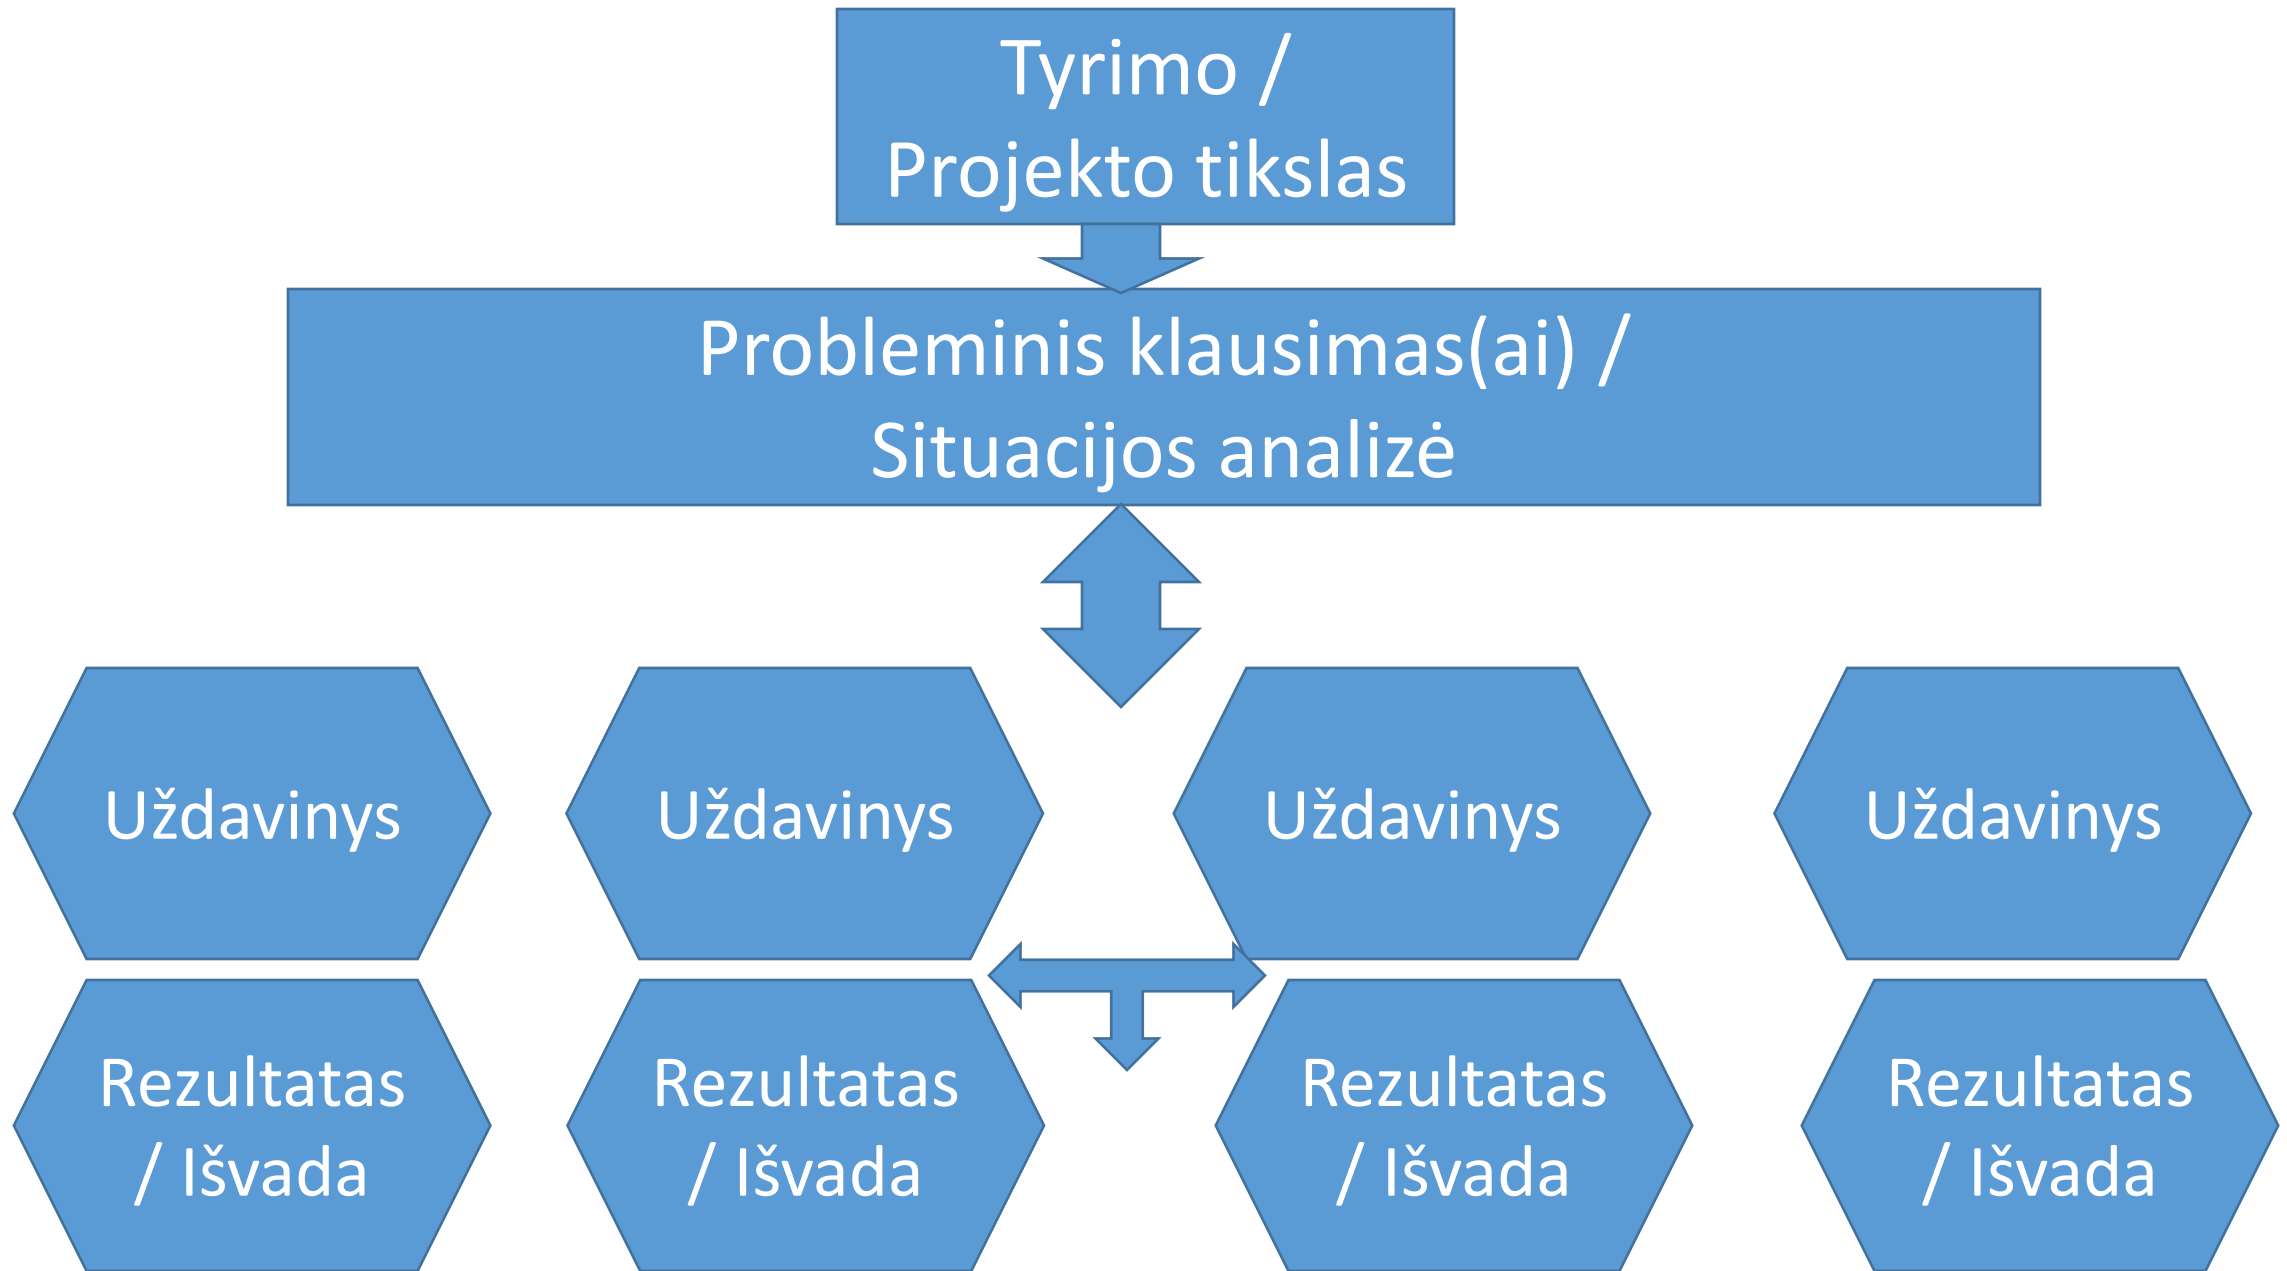 Tyrimo /
Projekto tikslas
Probleminis klausimas(ai) /
Situacijos analizė
Uždavinys
Uždavinys
Uždavinys
Uždavinys
Rezultatas
/ Išvada
Rezultatas
/ Išvada
Rezultatas
/ Išvada
Rezultatas
/ Išvada